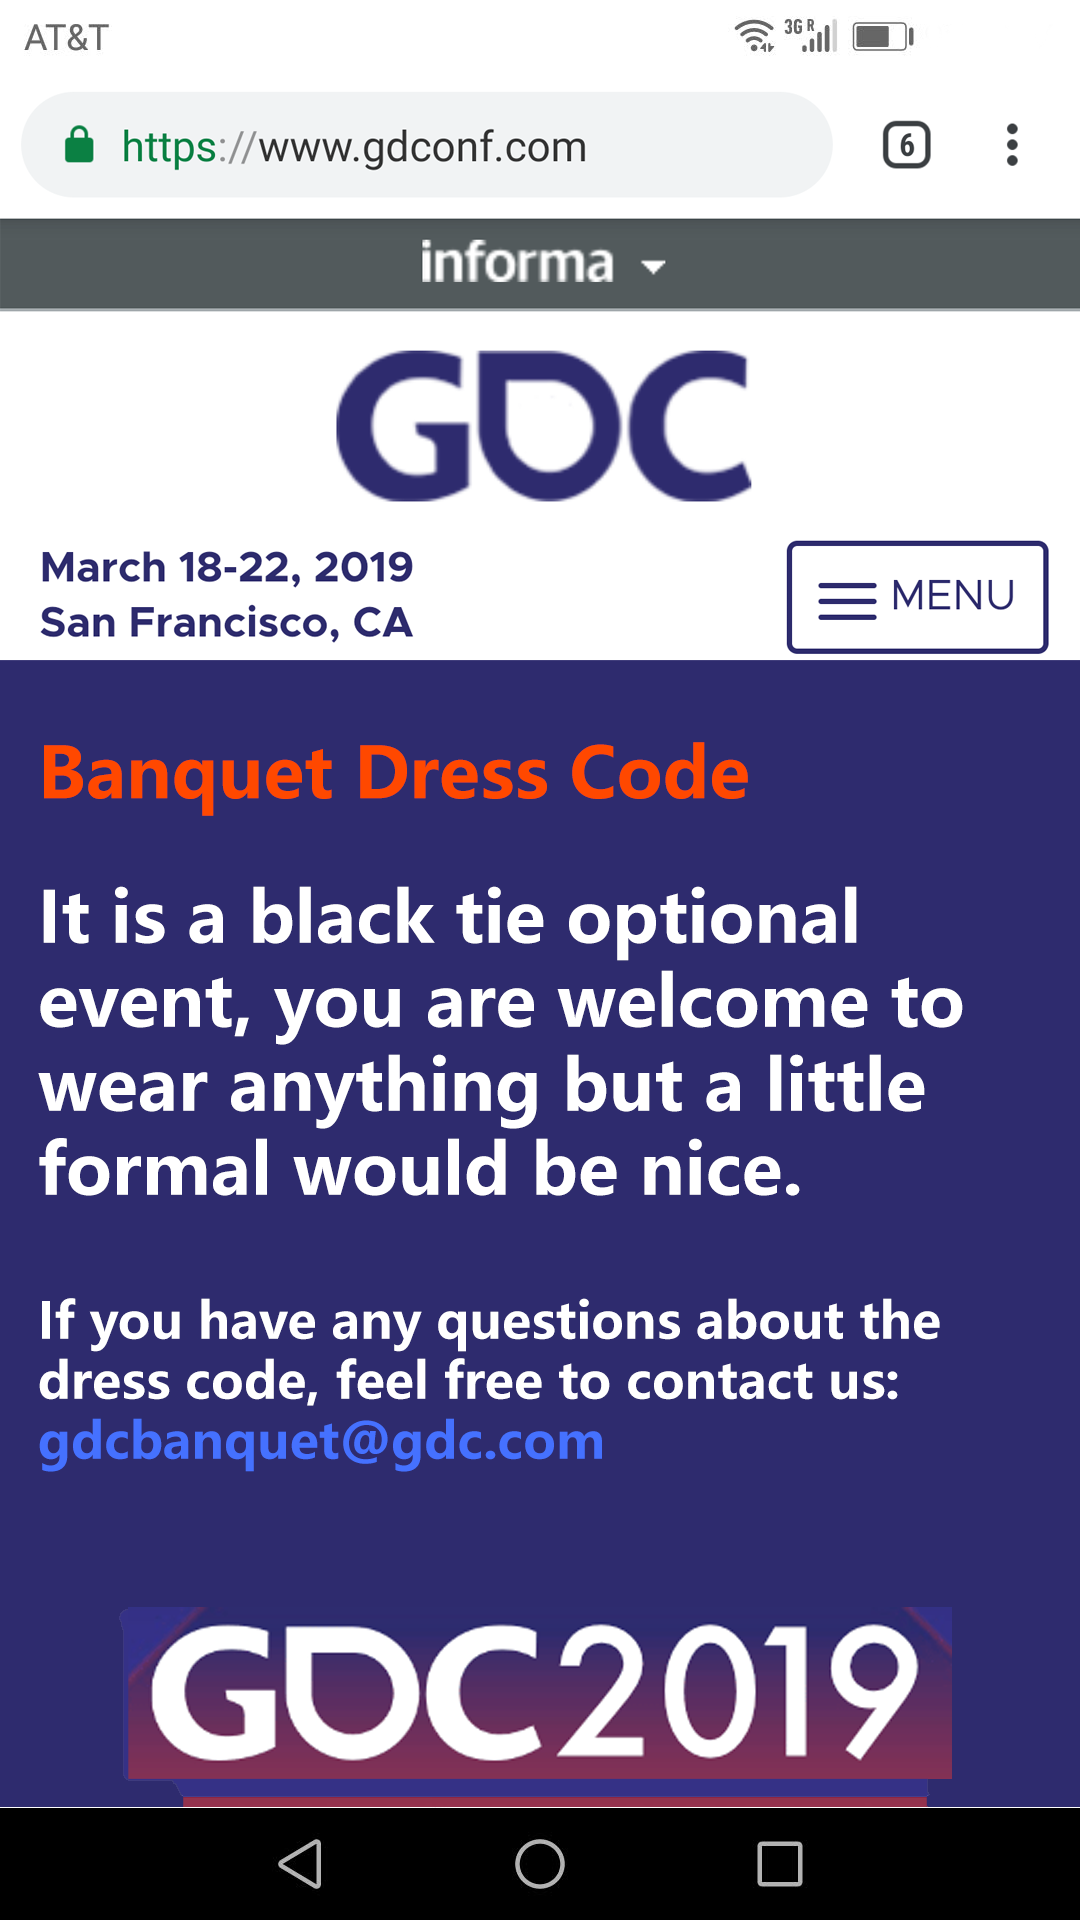 AT&T
3G R
https://www.gdconf.com
6
informa
GDC
March 18-22, 2019
San Francisco, CA
MENU
Banquet Dress Code
It is a black tie optional
event, you are welcome to
wear anything but a little
formal would be nice.
If you have any questions about the
dress code, feel free to contact us:
gdcbanquet@gdc.com
GDC2019